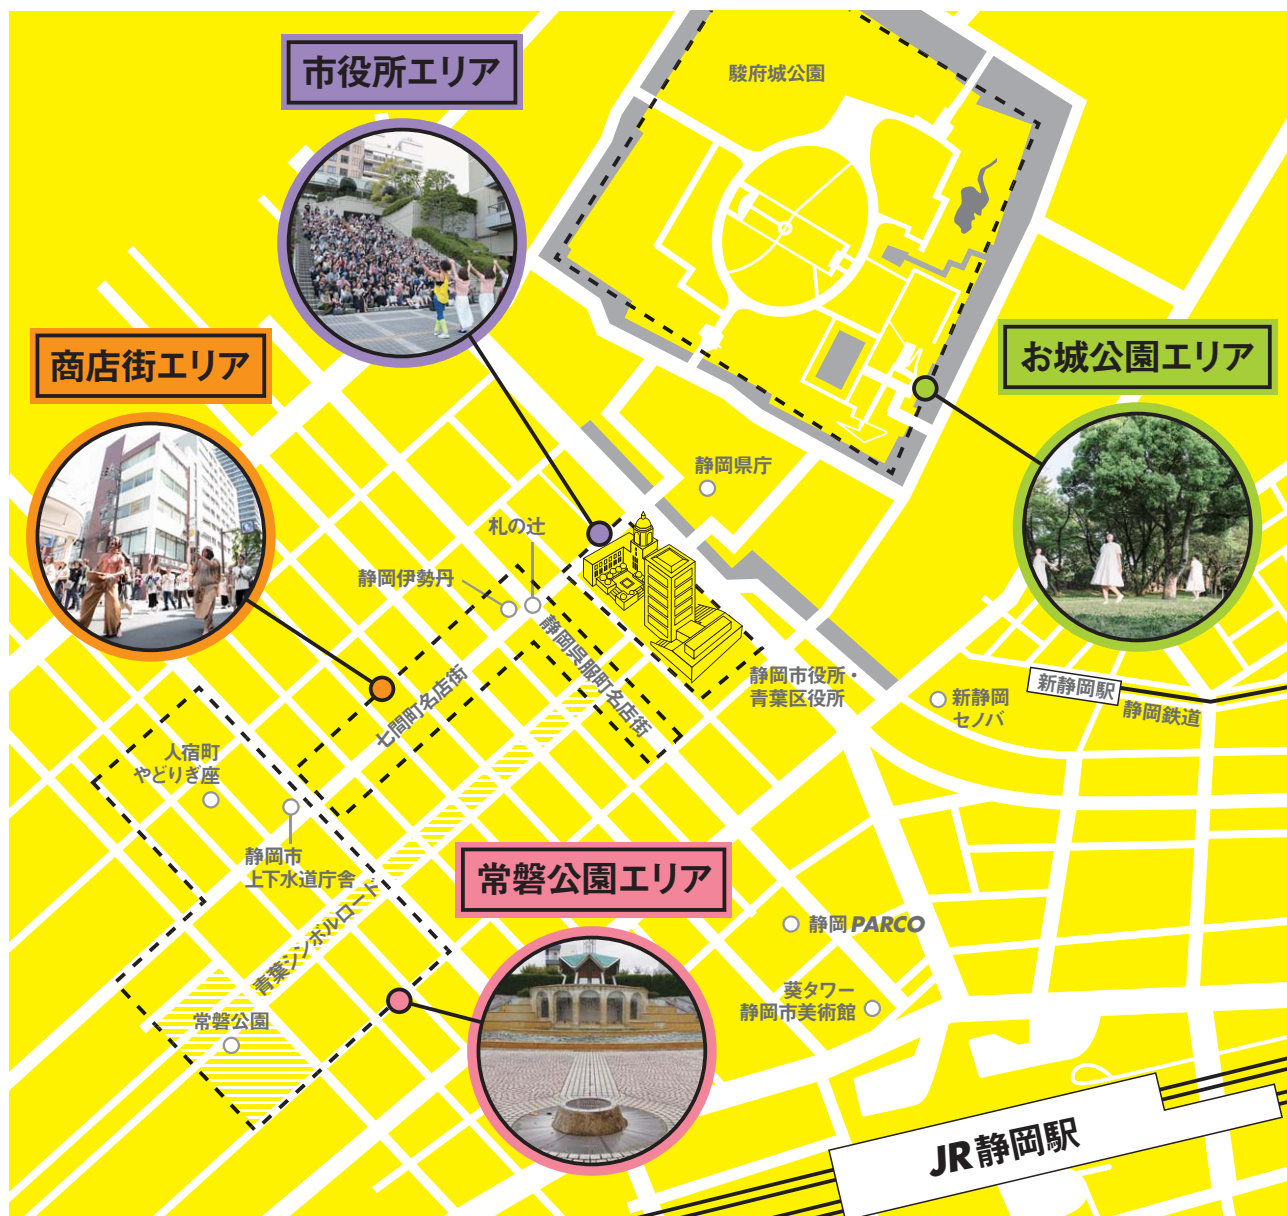 市役所エリア
駿府城公園
商店街エリア
お城公園エリア
静岡県庁
札の辻
静岡伊勢丹
静岡呉服町名店街
七間町名店街
静岡市役所・
青葉区役所
新静岡駅
静岡鉄道
新静岡
セノバ
人宿町
やどりぎ座
静岡市
上下水道庁舎
常磐公園エリア
青葉シンボルロード
静岡PARCO
葵タワー
静岡市美術館
常磐公園
JR静岡駅